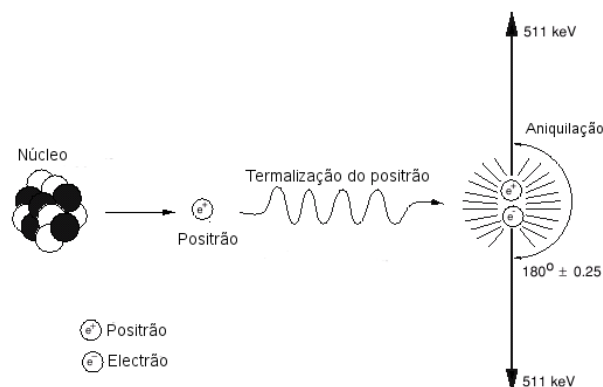 511 keV
Aniquilação
Núcleo
Termalização do positrão
e⁺
e⁺
Positrão
e⁻
180º ± 0.25
e⁺ Positrão
e⁻ Electrão
511 keV